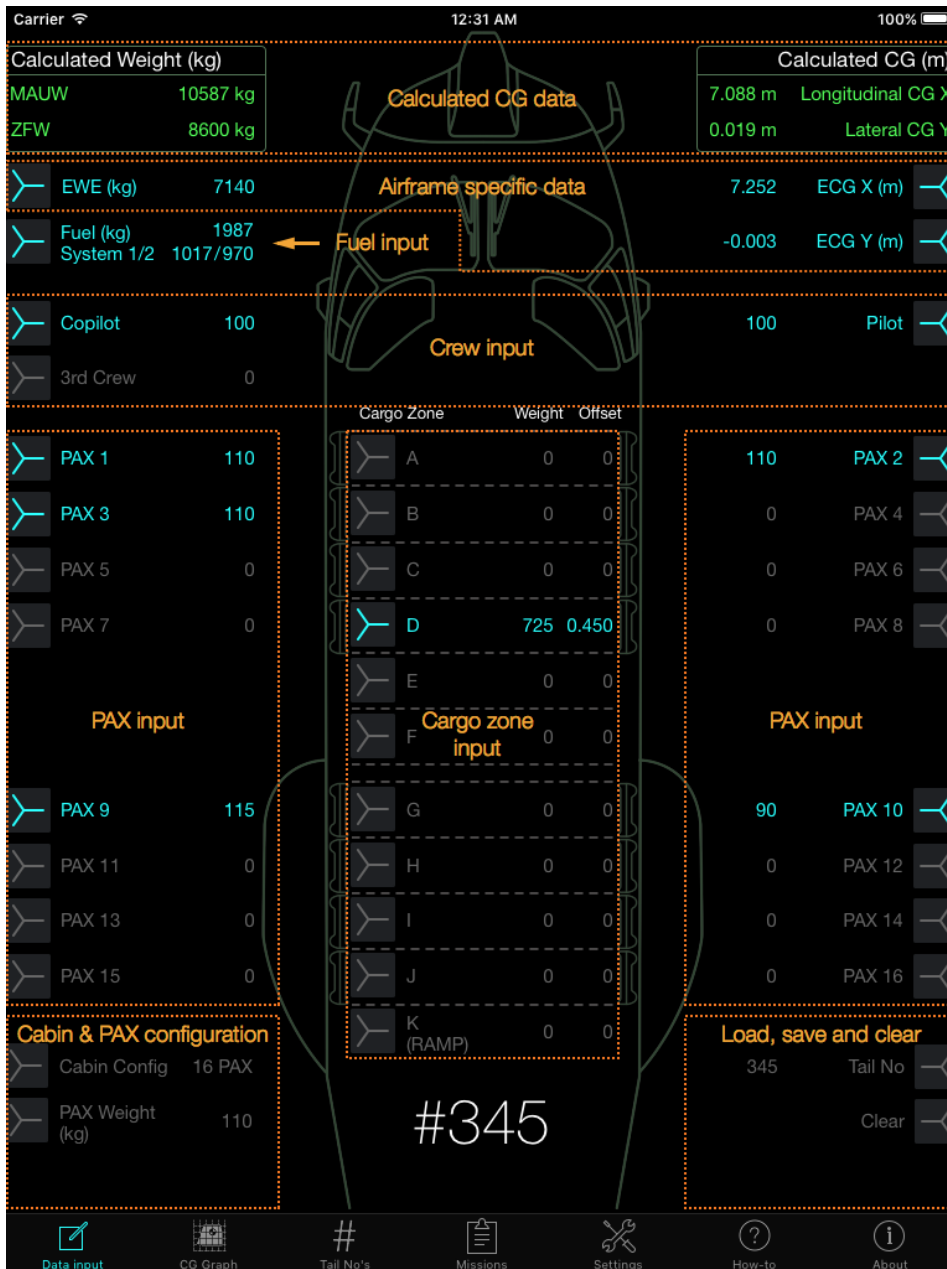 Carrier 12:31 AM 100%
Calculated Weight (kg) Calculated CG (m)
MAUW 10587 kg Calculated CG data 7.088 m Longitudinal CG X
ZFW 8600 kg 0.019 m Lateral CG Y
EWE (kg) 7140 Airframe specific data 7.252 ECG X (m)
Fuel (kg) 1987
System 1/2 1017/970 Fuel input -0.003 ECG Y (m)
Copilot 100 100 Pilot
Crew input
3rd Crew 0
Cargo Zone Weight Offset
PAX 1 110 A 0 0 110 PAX 2
PAX 3 110 B 0 0 0 PAX 4
PAX 5 0 C 0 0 0 PAX 6
PAX 7 0 D 725 0.450 0 PAX 8
E 0 0
PAX input Cargo zone input PAX input
F 0 0
PAX 9 115 G 0 0 90 PAX 10
PAX 11 0 H 0 0 0 PAX 12
PAX 13 0 I 0 0 0 PAX 14
PAX 15 0 J 0 0 0 PAX 16
K (RAMP) 0 0
Cabin & PAX configuration Load, save and clear
Cabin Config 16 PAX 345 Tail No
PAX Weight (kg) 110 #345 Clear
Data input CG Graph Tail No's Missions Settings How-to About